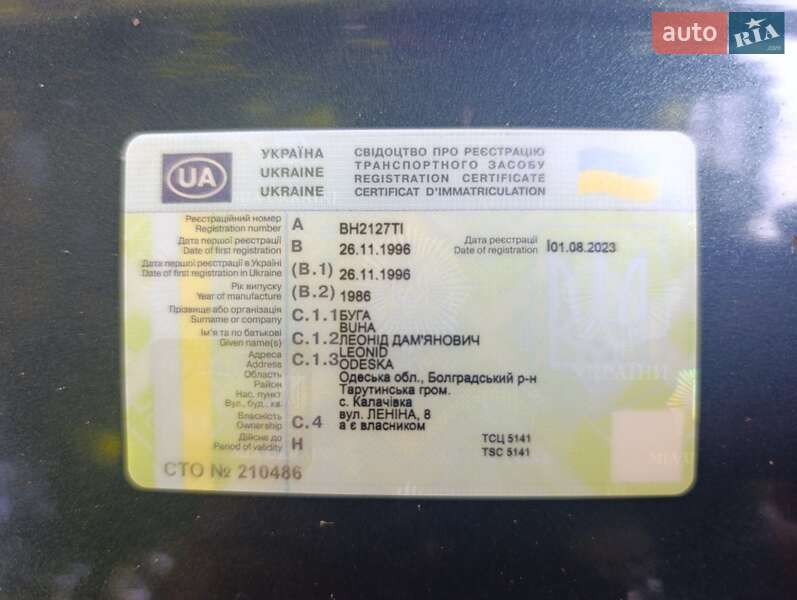 auto RIA .com
УКРАЇНА СВІДОЦТВО ПРО РЕЄСТРАЦІЮ
ТРАНСПОРТНОГО ЗАСОБУ
UA UKRAINE REGISTRATION CERTIFICATE
UKRAINE CERTIFICAT D'IMMATRICULATION
Реєстраційний номер
Registration number A BH2127TI
Дата першої реєстрації Дата реєстрації
Date of first registration B 26.11.1996 Date of registration I 01.08.2023
Дата першої реєстрації в Україні
Date of first registration in Ukraine (B.1) 26.11.1996
Рік випуску
Year of manufacture (B.2) 1986
Прізвище або організація C.1.1 БУГА
Surname or company BUHA
Ім'я та по батькові C.1.2 ЛЕОНІД ДАМ'ЯНОВИЧ
Given name(s) LEONID
Адреса C.1.3 ODESKA
Address
Область Одеська обл., Болградський р-н
Район Тарутинська гром.
Нас. пункт с. Калачівка
Вул., буд., кв. вул. ЛЕНІНА, 8
Власність
Ownership C.4 а є власником
Дійсне до
Period of validity H ТСЦ 5141
TSC 5141
СТО № 210486